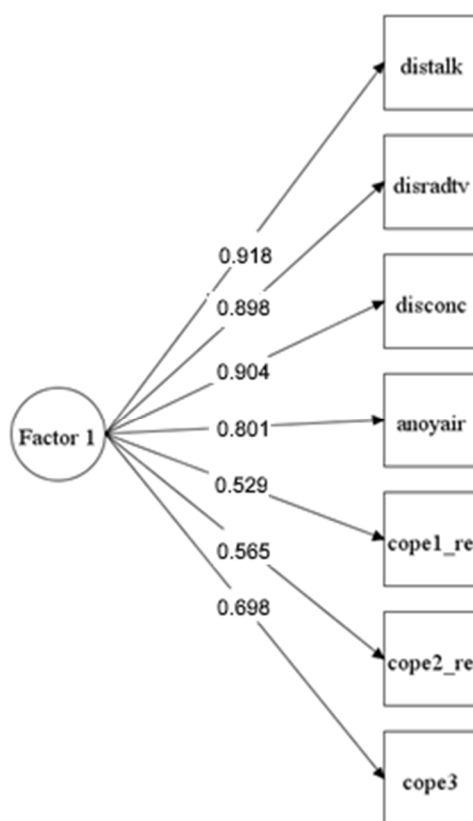 distalk
disradtv
0.918
0.898
disconc
0.904
anoyair
0.801
Factor 1
0.529
cope1_re
0.565
0.698
cope2_re
cope3